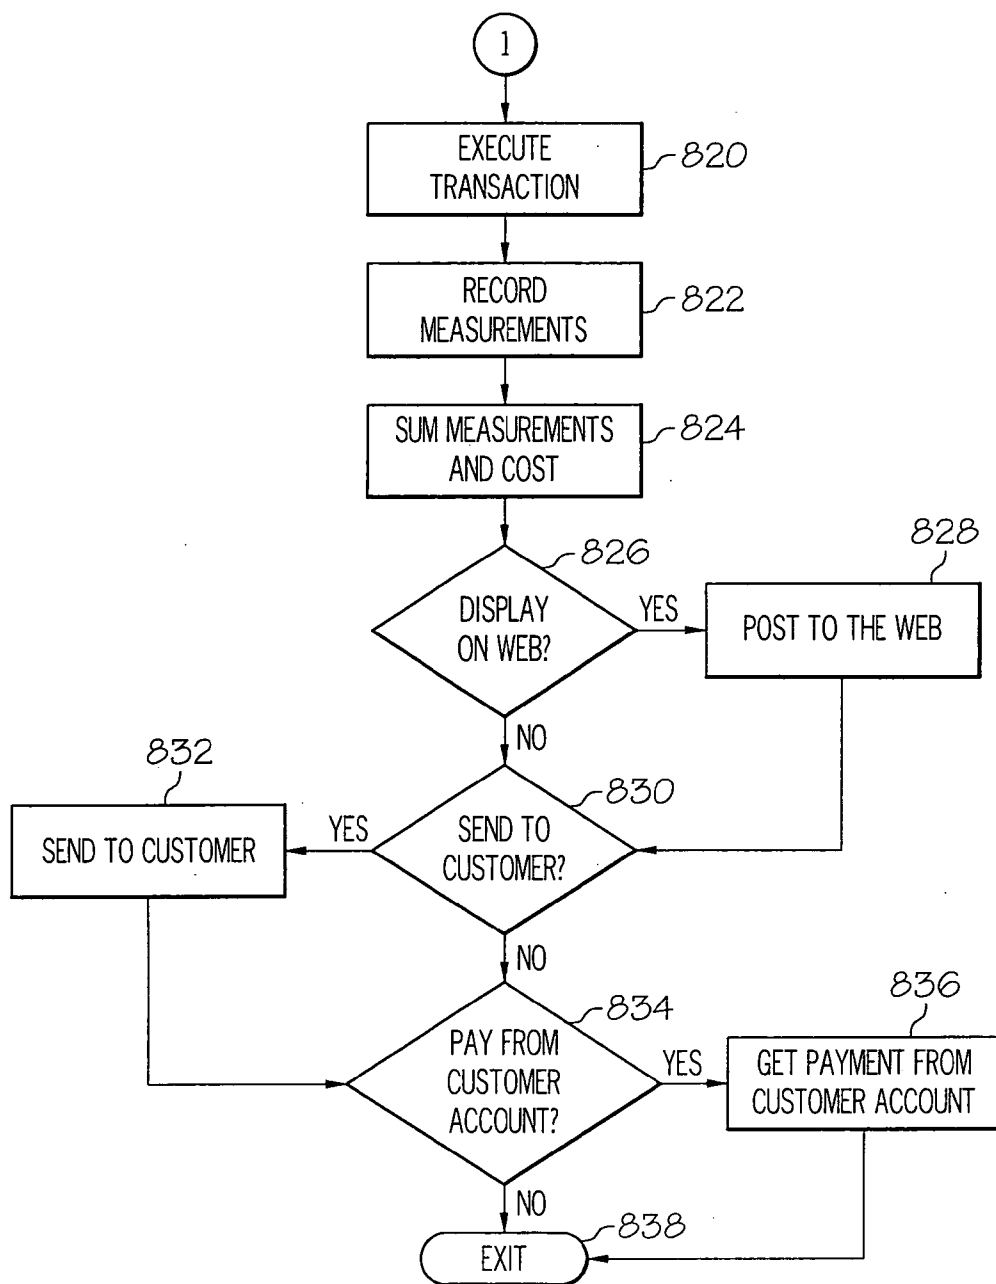 1
EXECUTE
TRANSACTION
820
RECORD
MEASUREMENTS
822
SUM MEASUREMENTS
AND COST
824
826
DISPLAY
ON WEB?
YES
828
POST TO THE WEB
NO
832
SEND TO CUSTOMER
YES
830
SEND TO
CUSTOMER?
NO
834
PAY FROM
CUSTOMER
ACCOUNT?
YES
836
GET PAYMENT FROM
CUSTOMER ACCOUNT
NO
838
EXIT